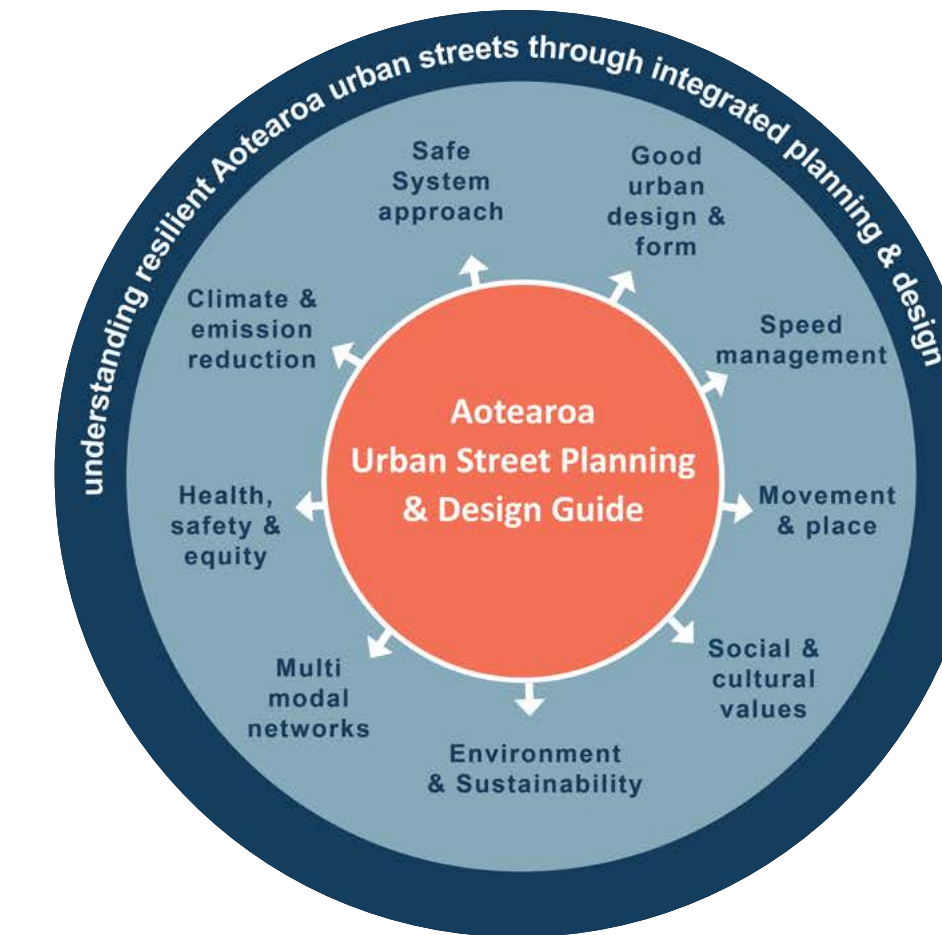 understanding resilient Aotearoa urban streets through integrated planning & design
Safe
System
approach
Good
urban
design &
form
Climate &
emission
reduction
Speed
management
Aotearoa
Urban Street Planning
& Design Guide
Health,
safety &
equity
Movement
& place
Multi
modal
networks
Social &
cultural
values
Environment
& Sustainability